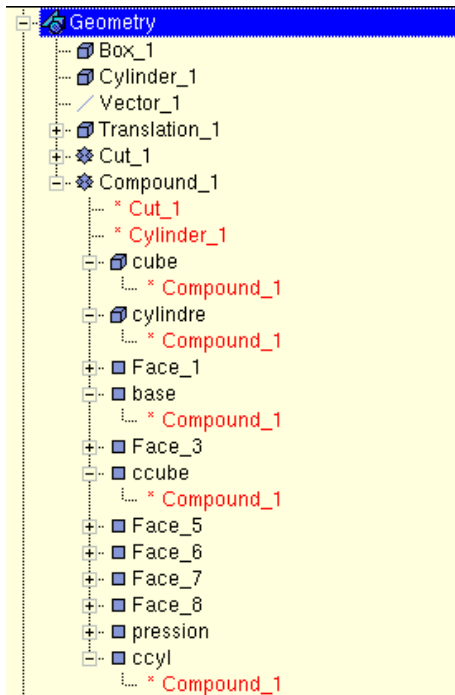 Geometry
Box_1
Cylinder_1
Vector_1
Translation_1
Cut_1
Compound_1
* Cut_1
* Cylinder_1
cube
* Compound_1
cylindre
* Compound_1
Face_1
base
* Compound_1
Face_3
ccube
* Compound_1
Face_5
Face_6
Face_7
Face_8
pression
ccyl
* Compound_1